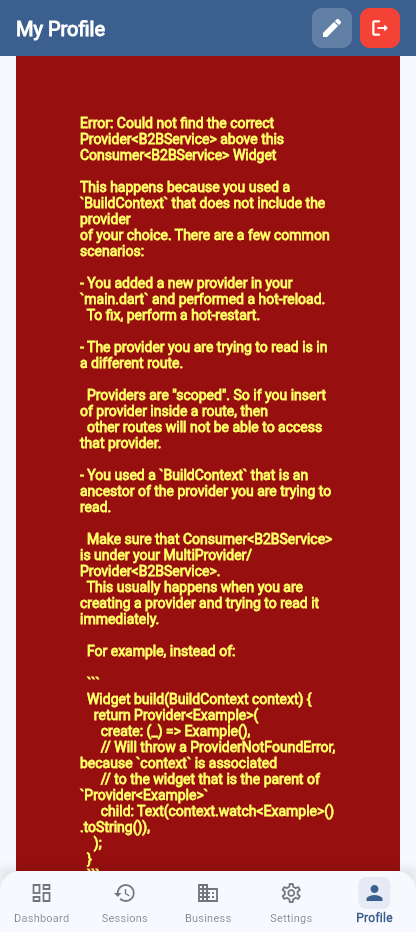 My Profile
Error: Could not find the correct
Provider<B2BService> above this
Consumer<B2BService> Widget
This happens because you used a
`BuildContext` that does not include the
provider
of your choice. There are a few common
scenarios:
- You added a new provider in your
`main.dart` and performed a hot-reload.
To fix, perform a hot-restart.
- The provider you are trying to read is in
a different route.
Providers are "scoped". So if you insert
of provider inside a route, then
other routes will not be able to access
that provider.
- You used a `BuildContext` that is an
ancestor of the provider you are trying to
read.
Make sure that Consumer<B2BService>
is under your MultiProvider/
Provider<B2BService>.
This usually happens when you are
creating a provider and trying to read it
immediately.
For example, instead of:
```
Widget build(BuildContext context) {
return Provider<Example>(
create: (_) => Example(),
// Will throw a ProviderNotFoundError,
because `context` is associated
// to the widget that is the parent of
`Provider<Example>`
child: Text(context.watch<Example>()
.toString()),
);
}
```
Dashboard
Sessions
Business
Settings
Profile